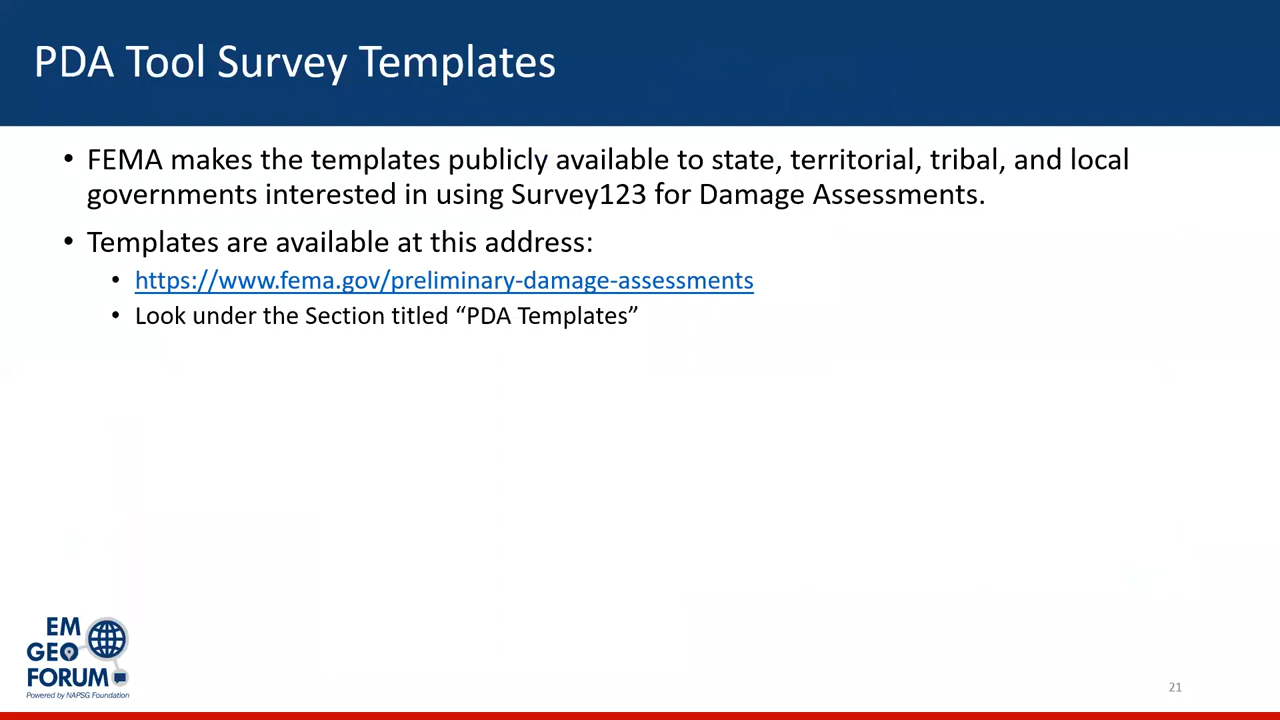 PDA Tool Survey Templates
• FEMA makes the templates publicly available to state, territorial, tribal, and local
governments interested in using Survey123 for Damage Assessments.
• Templates are available at this address:
• https://www.fema.gov/preliminary-damage-assessments
• Look under the Section titled “PDA Templates”
EM
GEO
FORUM
Powered by NAPSG Foundation
21